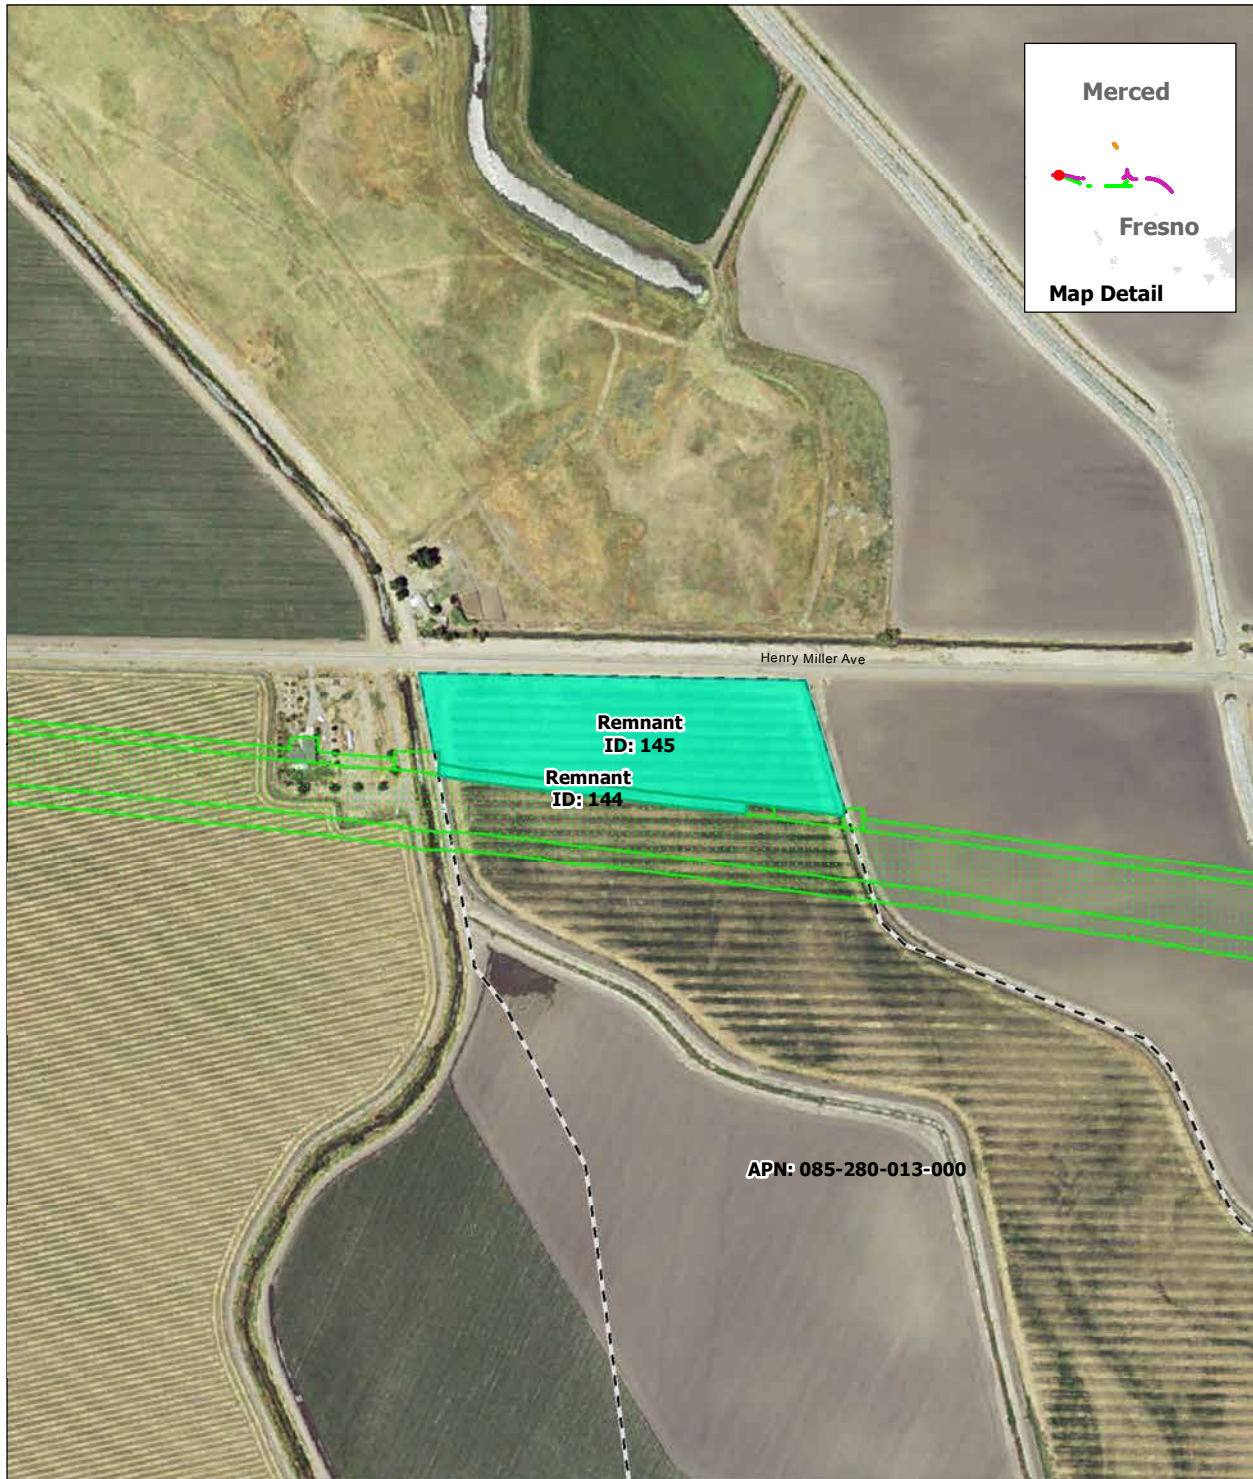 Merced
Fresno
Map Detail
Henry Miller Ave
Remnant
ID: 145
Remnant
ID: 144
APN: 085-280-013-000